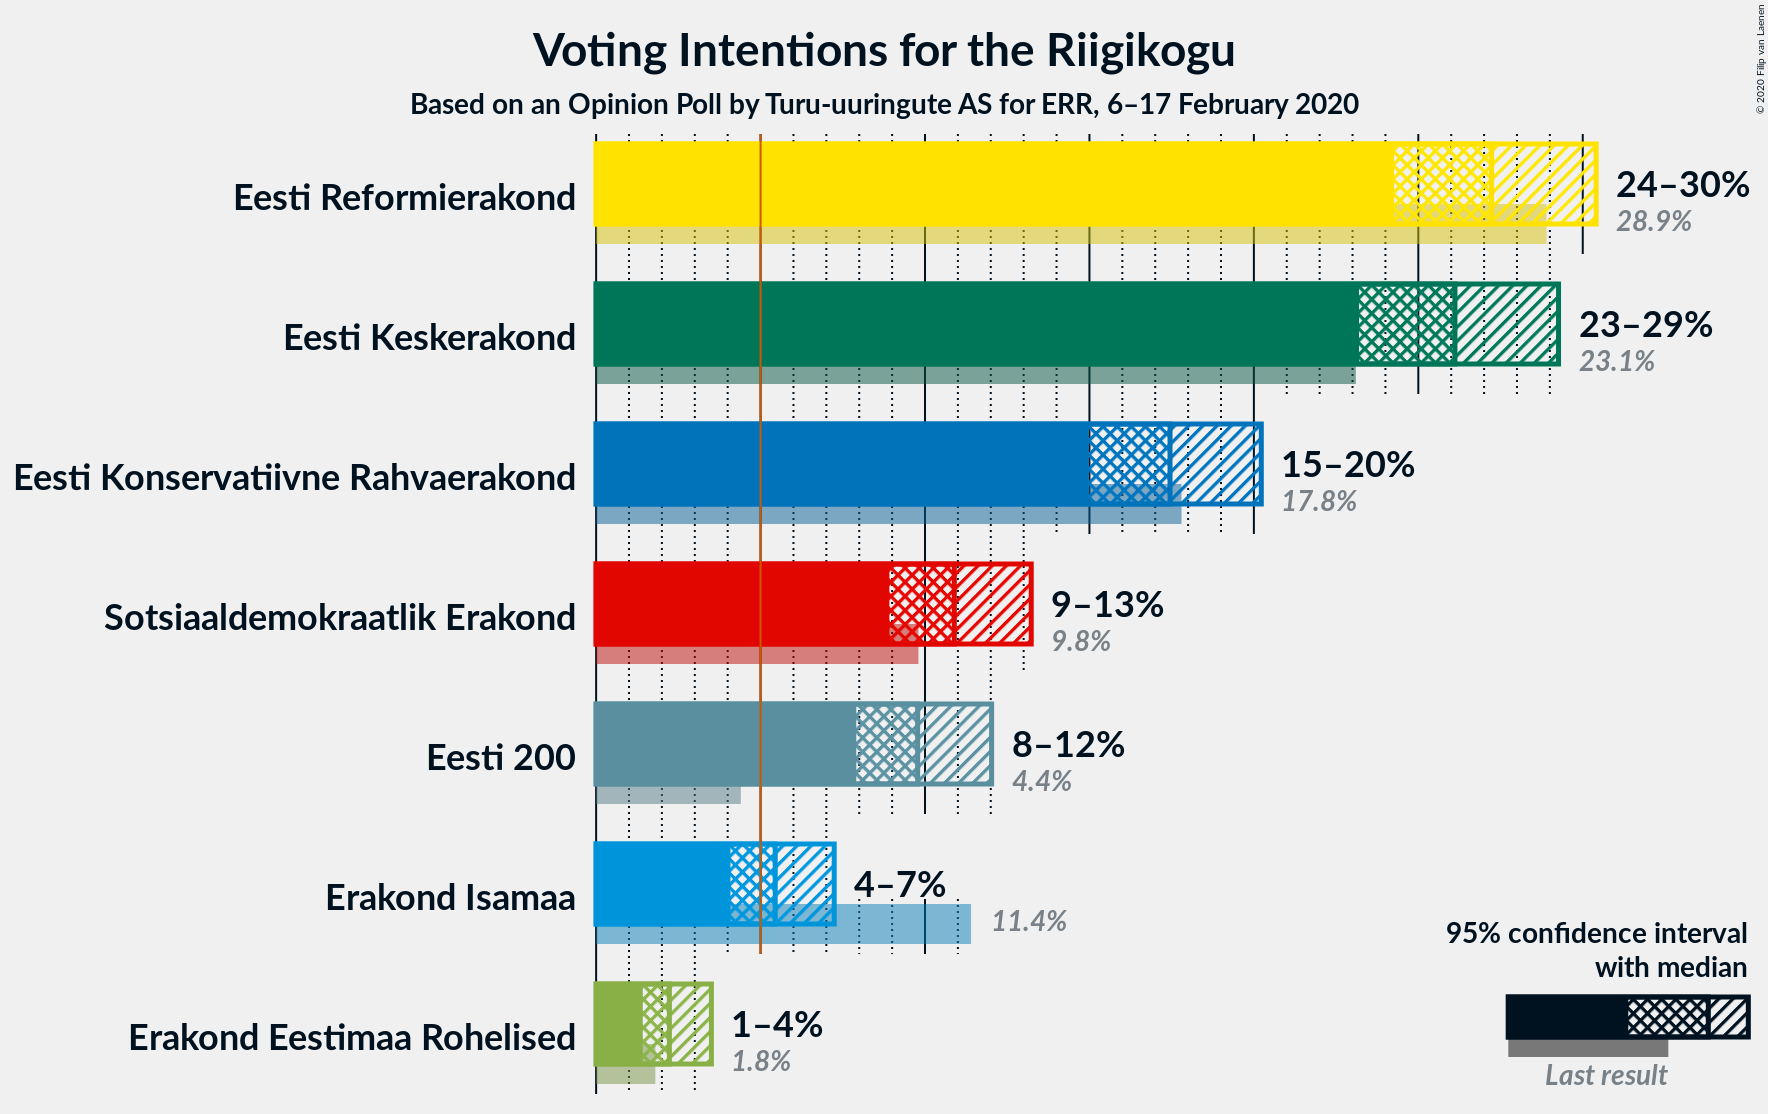 Voting Intentions for the Riigikogu
Based on an Opinion Poll by Turu-uuringute AS for ERR, 6–17 February 2020
© 2020 Filip van Laenen
Eesti Reformierakond
24–30%
28.9%
Eesti Keskerakond
23–29%
23.1%
Eesti Konservatiivne Rahvaerakond
15–20%
17.8%
Sotsiaaldemokraatlik Erakond
9–13%
9.8%
Eesti 200
8–12%
4.4%
Erakond Isamaa
4–7%
11.4%
Erakond Eestimaa Rohelised
1–4%
1.8%
95% confidence interval
with median
Last result